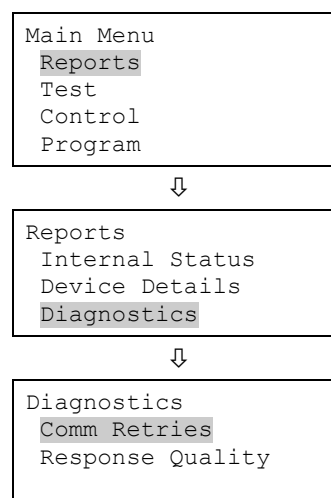 Main Menu
Reports
Test
Control
Program
⇩
Reports
Internal Status
Device Details
Diagnostics
⇩
Diagnostics
Comm Retries
Response Quality